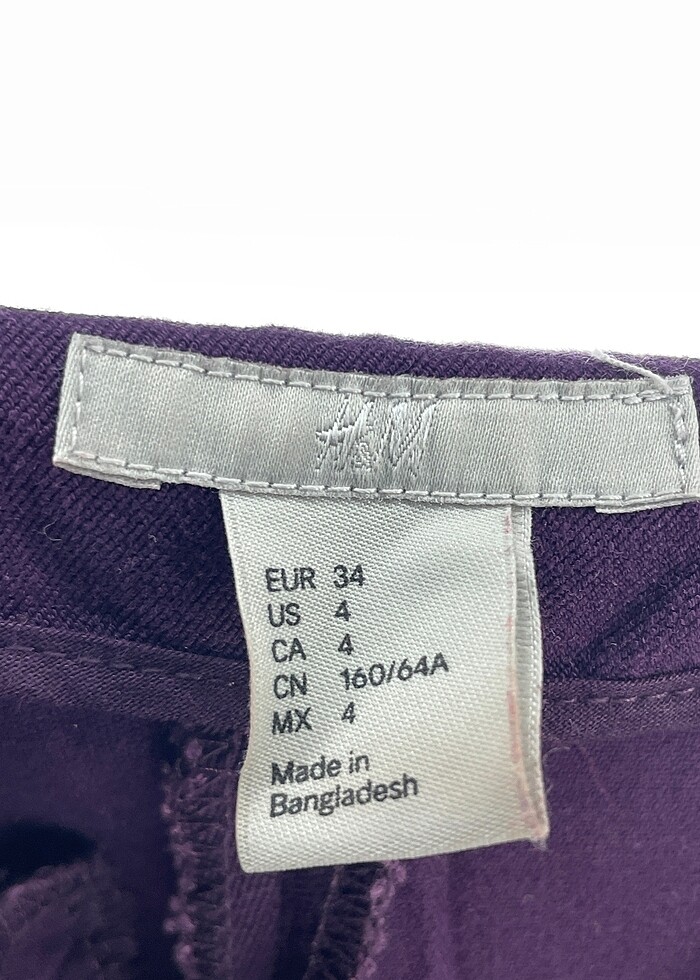 H&M
EUR 34
US 4
CA 4
CN 160/64A
MX 4
Made in
Bangladesh